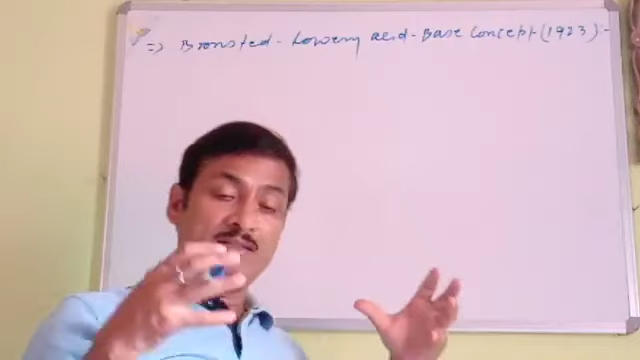 => Bronsted - Lowery acid - Base Concept (1923) :-